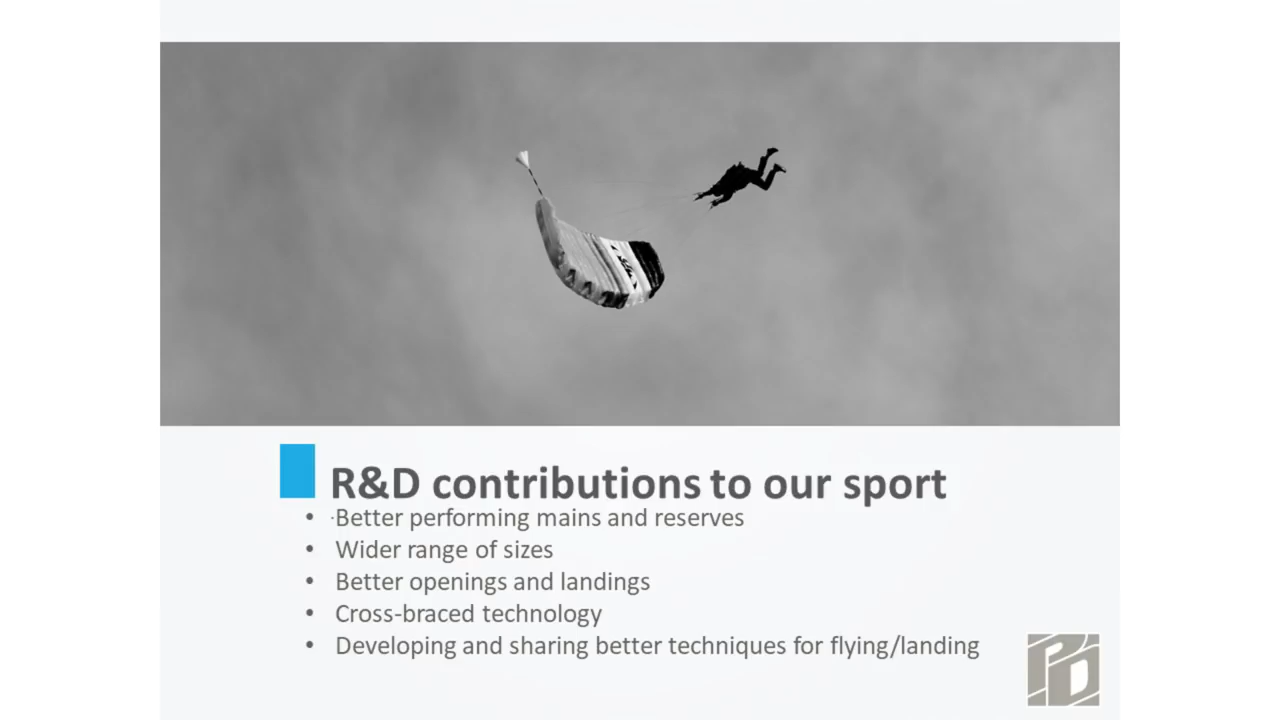 R&D contributions to our sport
• ·Better performing mains and reserves
• Wider range of sizes
• Better openings and landings
• Cross-braced technology
• Developing and sharing better techniques for flying/landing
PD